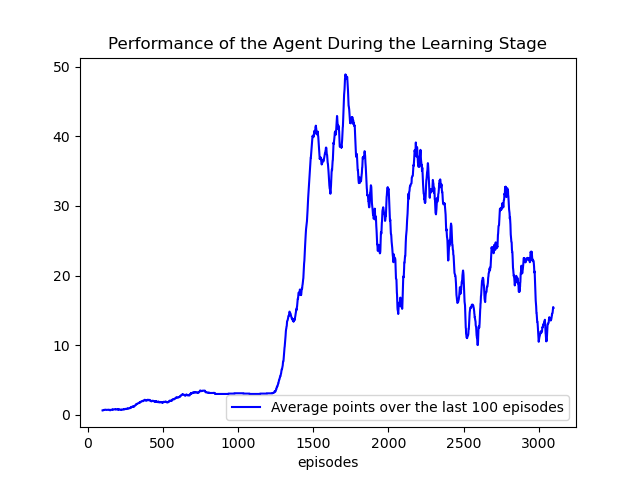 Performance of the Agent During the Learning Stage
50
40
30
20
10
0
Average points over the last 100 episodes
0 500 1000 1500 2000 2500 3000
episodes